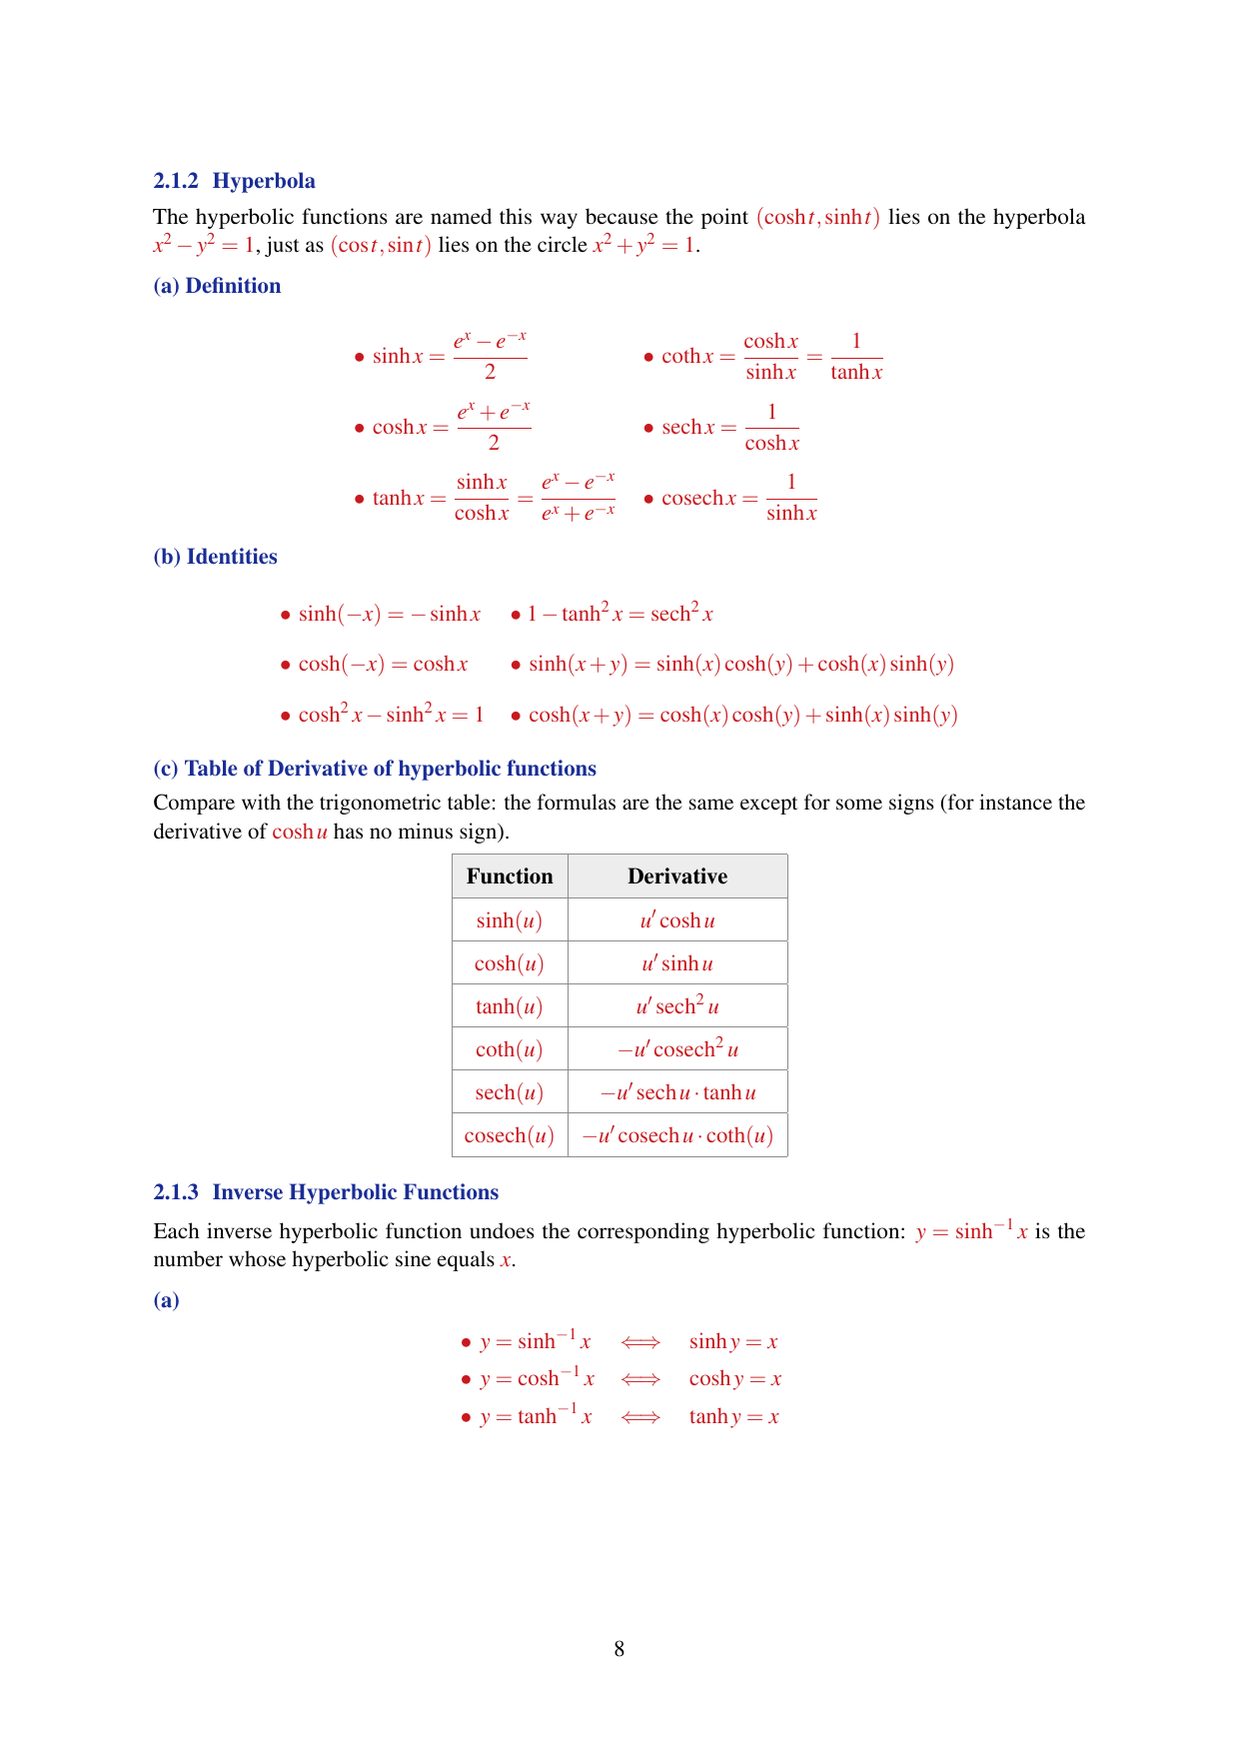 2.1.2 Hyperbola
The hyperbolic functions are named this way because the point (cosh t, sinh t) lies on the hyperbola
x² − y² = 1, just as (cos t, sin t) lies on the circle x² + y² = 1.
(a) Definition
• sinh x = (eˣ − e⁻ˣ)/2 • coth x = cosh x/sinh x = 1/tanh x
• cosh x = (eˣ + e⁻ˣ)/2 • sech x = 1/cosh x
• tanh x = sinh x/cosh x = (eˣ − e⁻ˣ)/(eˣ + e⁻ˣ) • cosech x = 1/sinh x
(b) Identities
• sinh(−x) = − sinh x • 1 − tanh² x = sech² x
• cosh(−x) = cosh x • sinh(x + y) = sinh(x) cosh(y) + cosh(x) sinh(y)
• cosh² x − sinh² x = 1 • cosh(x + y) = cosh(x) cosh(y) + sinh(x) sinh(y)
(c) Table of Derivative of hyperbolic functions
Compare with the trigonometric table: the formulas are the same except for some signs (for instance the
derivative of cosh u has no minus sign).
Function Derivative
sinh(u) u′ cosh u
cosh(u) u′ sinh u
tanh(u) u′ sech² u
coth(u) −u′ cosech² u
sech(u) −u′ sech u · tanh u
cosech(u) −u′ cosech u · coth(u)
2.1.3 Inverse Hyperbolic Functions
Each inverse hyperbolic function undoes the corresponding hyperbolic function: y = sinh⁻¹ x is the
number whose hyperbolic sine equals x.
(a)
• y = sinh⁻¹ x ⟺ sinh y = x
• y = cosh⁻¹ x ⟺ cosh y = x
• y = tanh⁻¹ x ⟺ tanh y = x
8